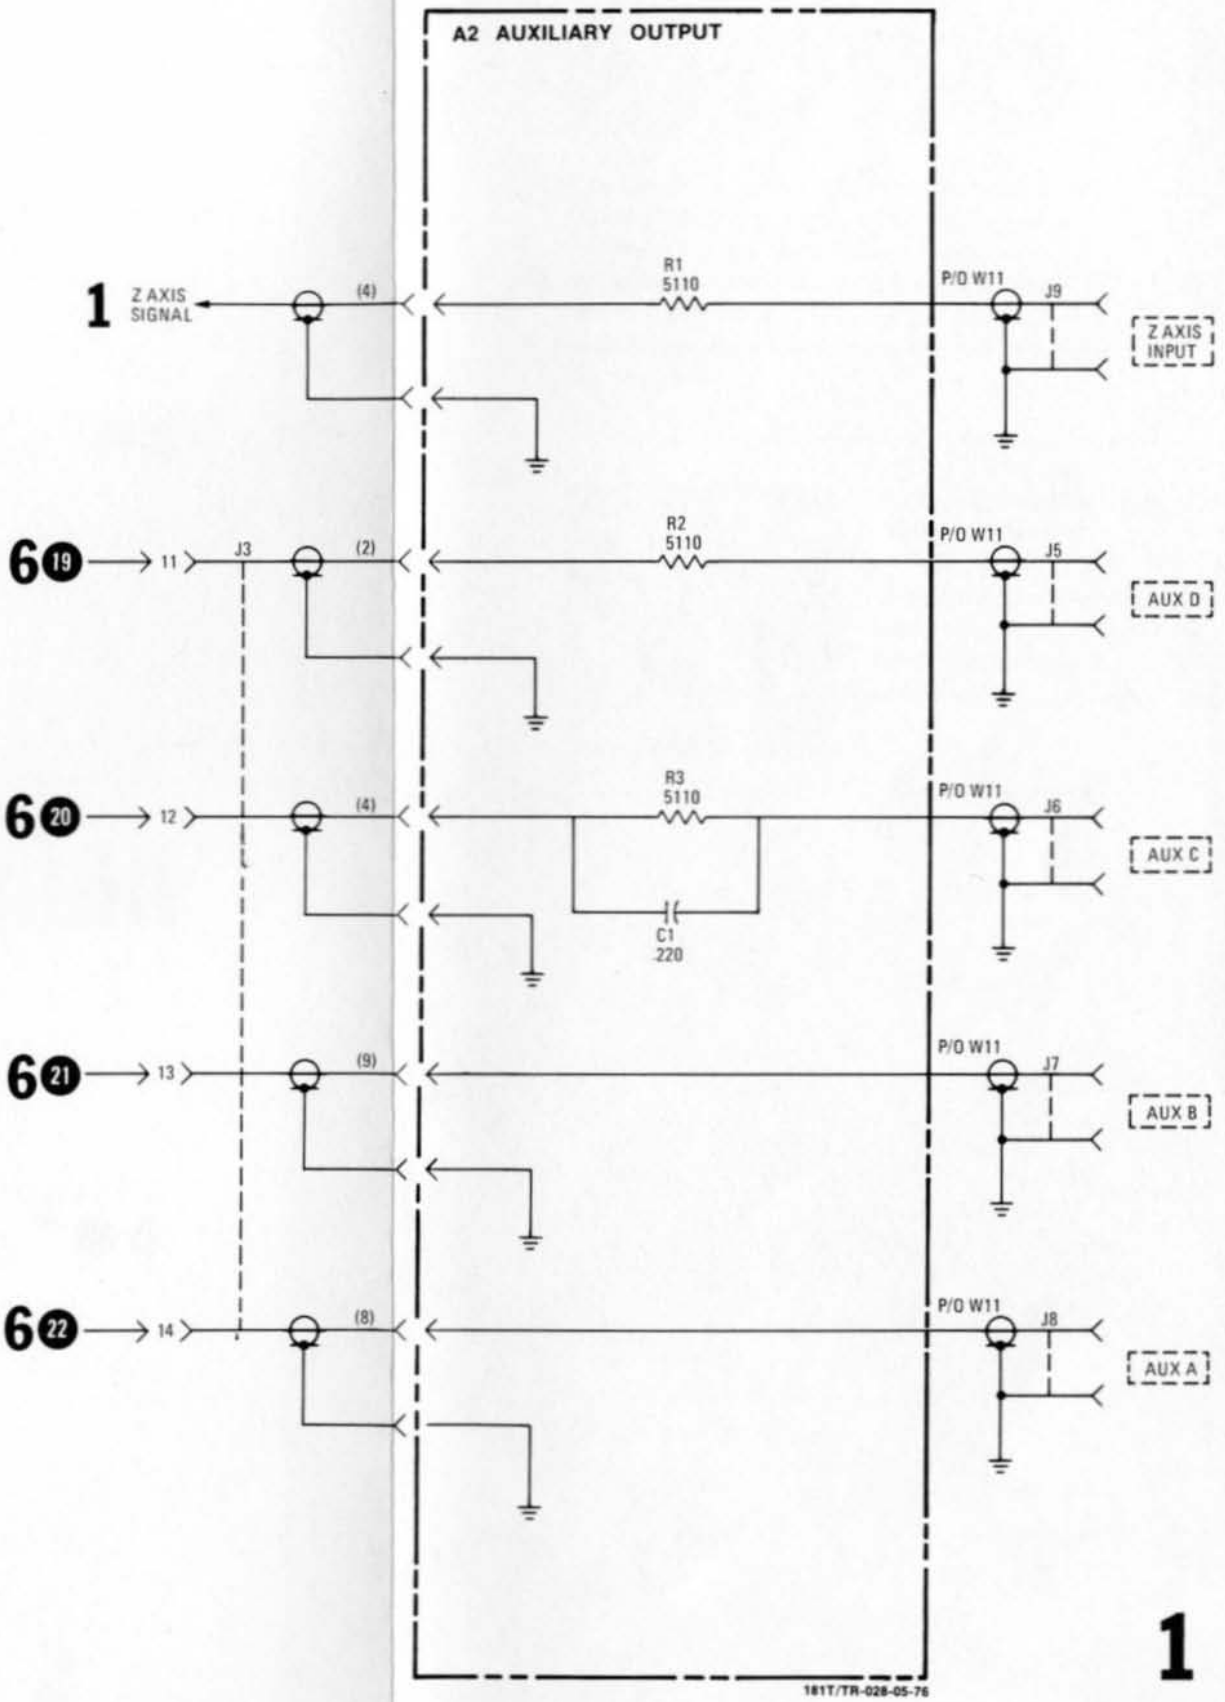 A2 AUXILIARY OUTPUT
1
Z AXIS
SIGNAL
(4)
R1
5110
P/O W11
J9
Z AXIS
INPUT
6 19
11
J3
(2)
R2
5110
P/O W11
J5
AUX D
6 20
12
(4)
R3
5110
C1
.220
P/O W11
J6
AUX C
6 21
13
(9)
P/O W11
J7
AUX B
6 22
14
(8)
P/O W11
J8
AUX A
1
181T/TR-028-05-76